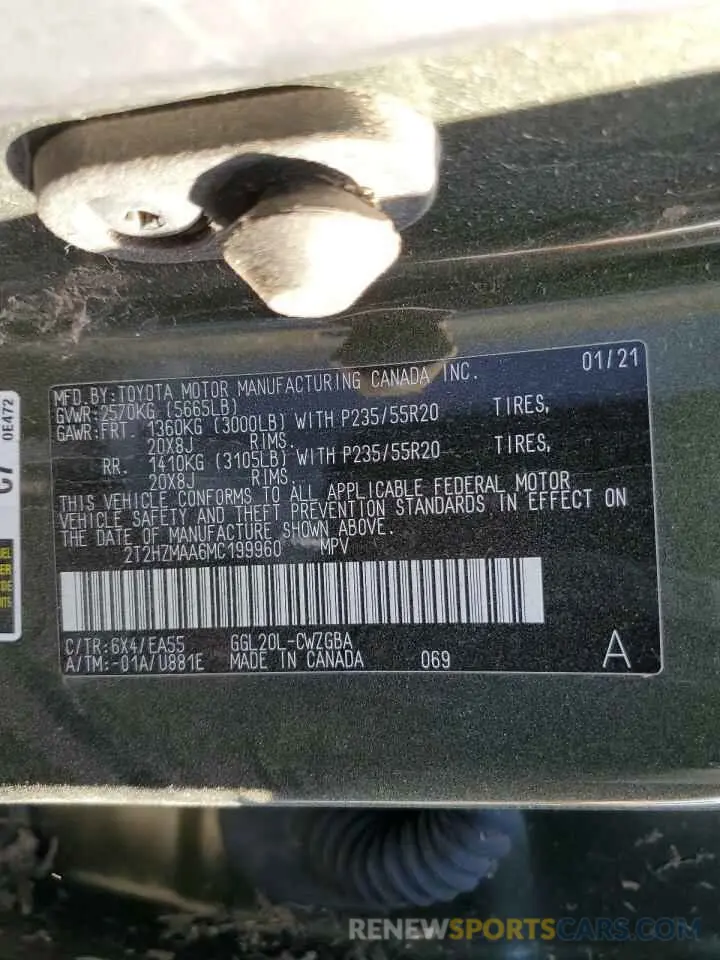 MFD.BY:TOYOTA MOTOR MANUFACTURING CANADA INC. 01/21
GVWR:2570KG (5665LB)
GAWR:FRT. 1360KG (3000LB) WITH P235/55R20 TIRES,
20X8J RIMS.
RR. 1410KG (3105LB) WITH P235/55R20 TIRES,
20X8J RIMS.
THIS VEHICLE CONFORMS TO ALL APPLICABLE FEDERAL MOTOR
VEHICLE SAFETY AND THEFT PREVENTION STANDARDS IN EFFECT ON
THE DATE OF MANUFACTURE SHOWN ABOVE.
2T2HZMAA6MC199960 MPV
C/TR:6X4/EA55 GGL20L-CWZGBA
A/TM:-01A/U881E MADE IN CANADA 069 A
0E472
RENEWSPORTSCARS.COM